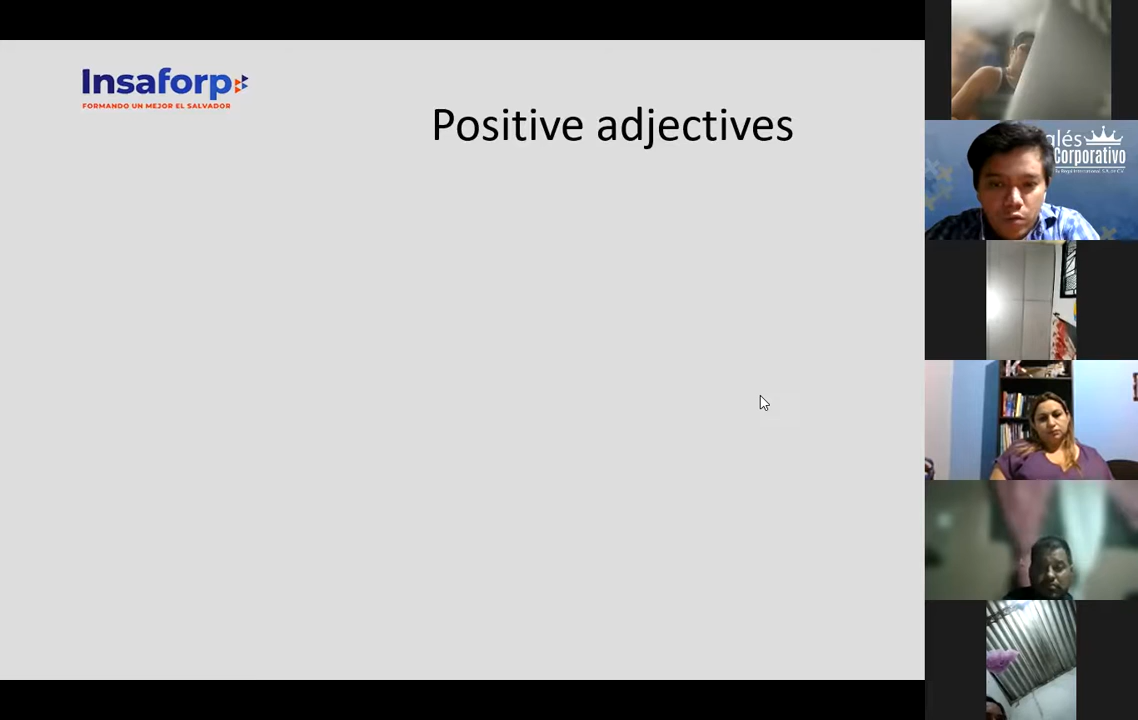 Insaforp
FORMANDO UN MEJOR EL SALVADOR
Positive adjectives
glés
Corporativo